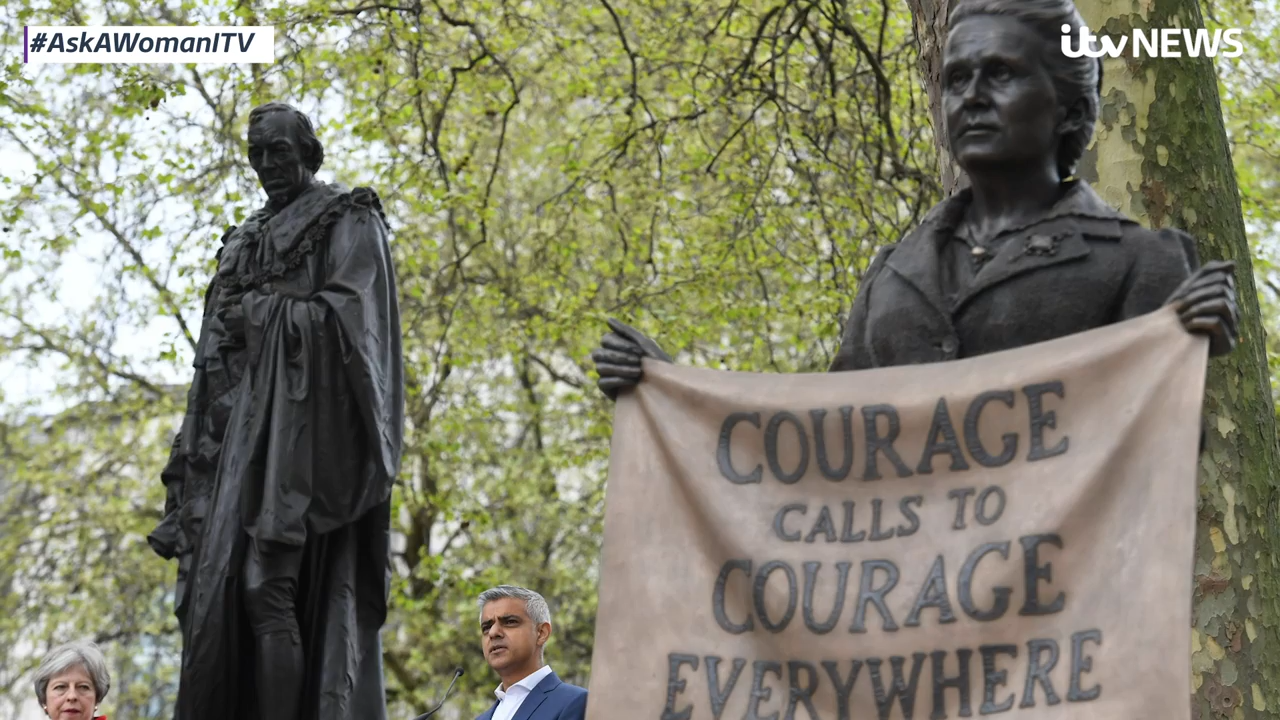 #AskAWomanITV
itv NEWS
COURAGE
CALLS TO
COURAGE
EVERYWHERE